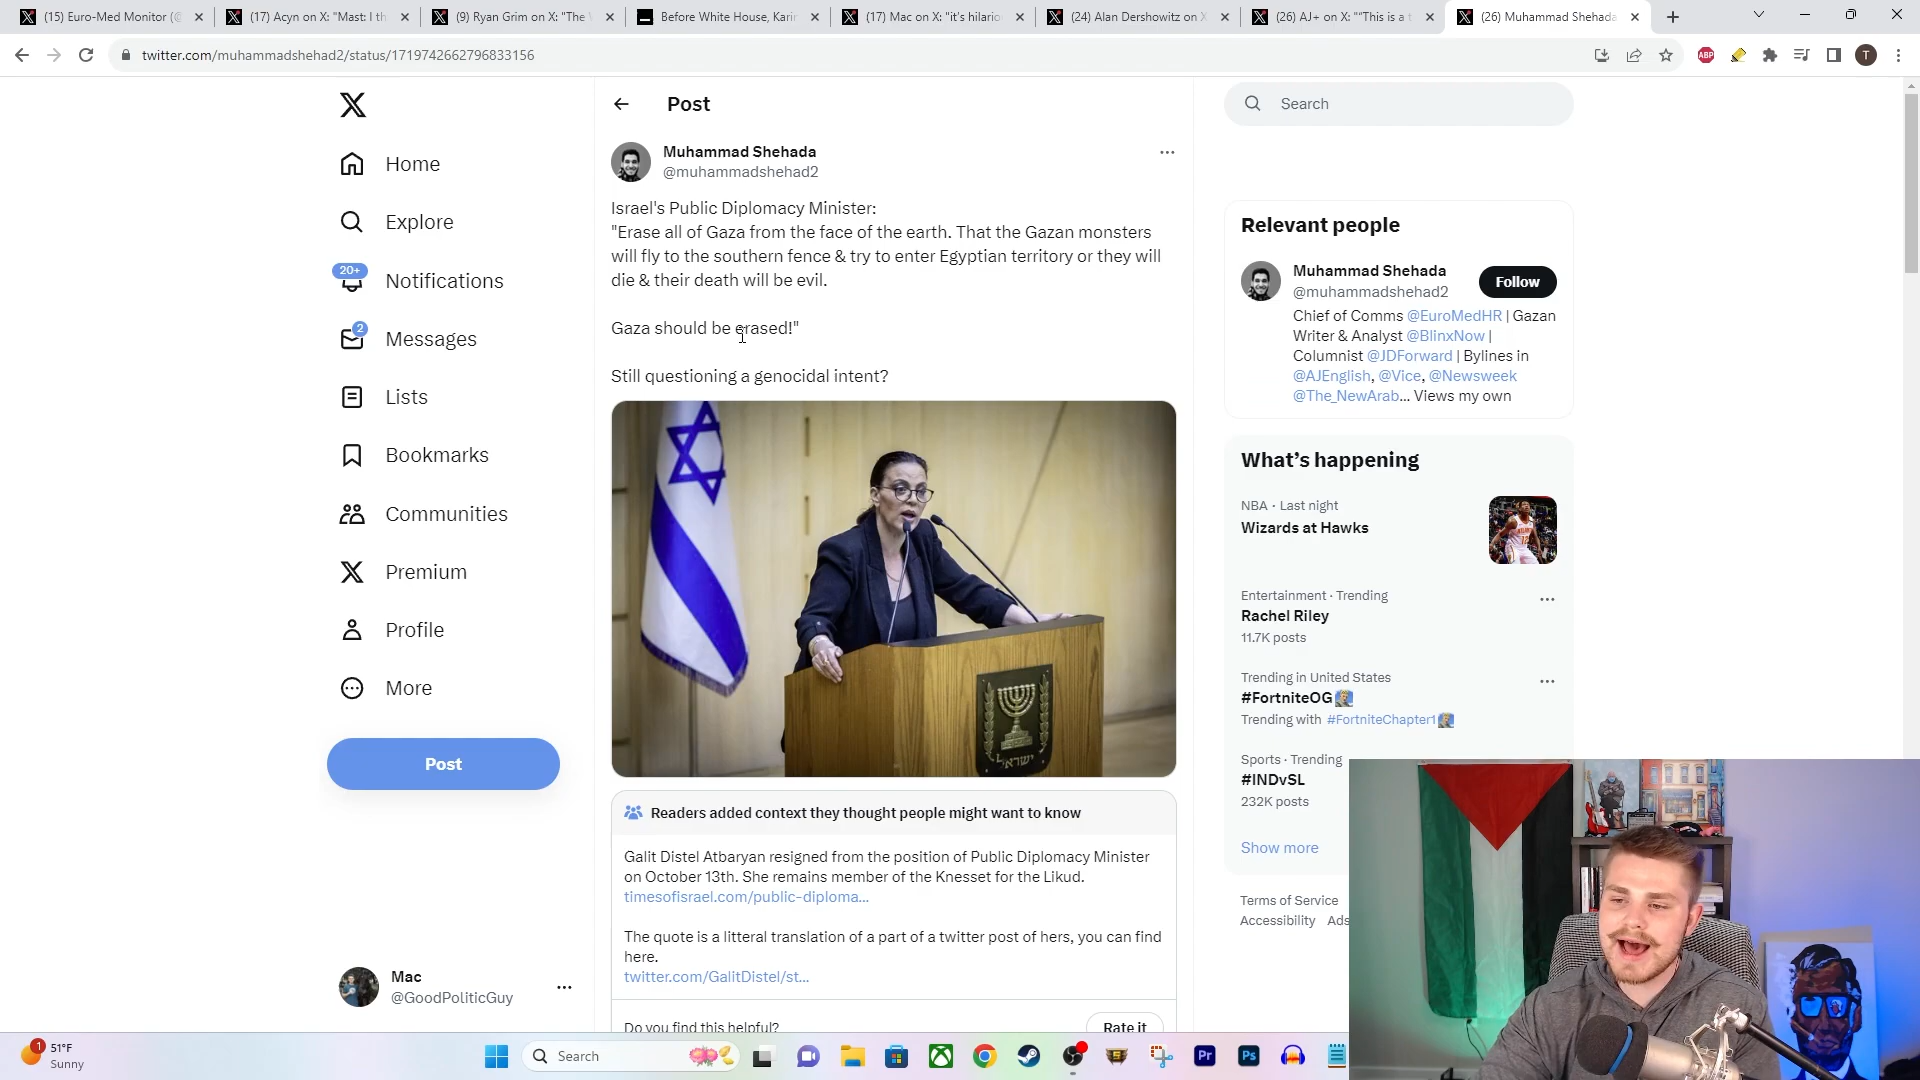 (15) Euro-Med Monitor (@
(17) Acyn on X: "Mast: I th
(9) Ryan Grim on X: "The
Before White House, Kari
(17) Mac on X: "it's hilario
(24) Alan Dershowitz on X
(26) AJ+ on X: ""This is a t
(26) Muhammad Shehada
twitter.com/muhammadshehad2/status/1719742662796833156
ABP
T
Home
Explore
20+
Notifications
2
Messages
Lists
Bookmarks
Communities
Premium
Profile
More
Post
Mac
@GoodPoliticGuy
Post
Muhammad Shehada
@muhammadshehad2
Israel's Public Diplomacy Minister:
"Erase all of Gaza from the face of the earth. That the Gazan monsters
will fly to the southern fence & try to enter Egyptian territory or they will
die & their death will be evil.
Gaza should be erased!"
Still questioning a genocidal intent?
ישראל
Readers added context they thought people might want to know
Galit Distel Atbaryan resigned from the position of Public Diplomacy Minister
on October 13th. She remains member of the Knesset for the Likud.
timesofisrael.com/public-diploma...
The quote is a litteral translation of a part of a twitter post of hers, you can find
here.
twitter.com/GalitDistel/st...
Do you find this helpful?
Rate it
Search
Relevant people
Muhammad Shehada
@muhammadshehad2
Follow
Chief of Comms @EuroMedHR | Gazan
Writer & Analyst @BlinxNow |
Columnist @JDForward | Bylines in
@AJEnglish, @Vice, @Newsweek
@The_NewArab... Views my own
What's happening
NBA · Last night
Wizards at Hawks
Entertainment · Trending
Rachel Riley
11.7K posts
Trending in United States
#FortniteOG
Trending with #FortniteChapter1
Sports · Trending
#INDvSL
232K posts
Show more
Terms of Service
Accessibility Ads
1
51°F
Sunny
Search
Pr
Ps